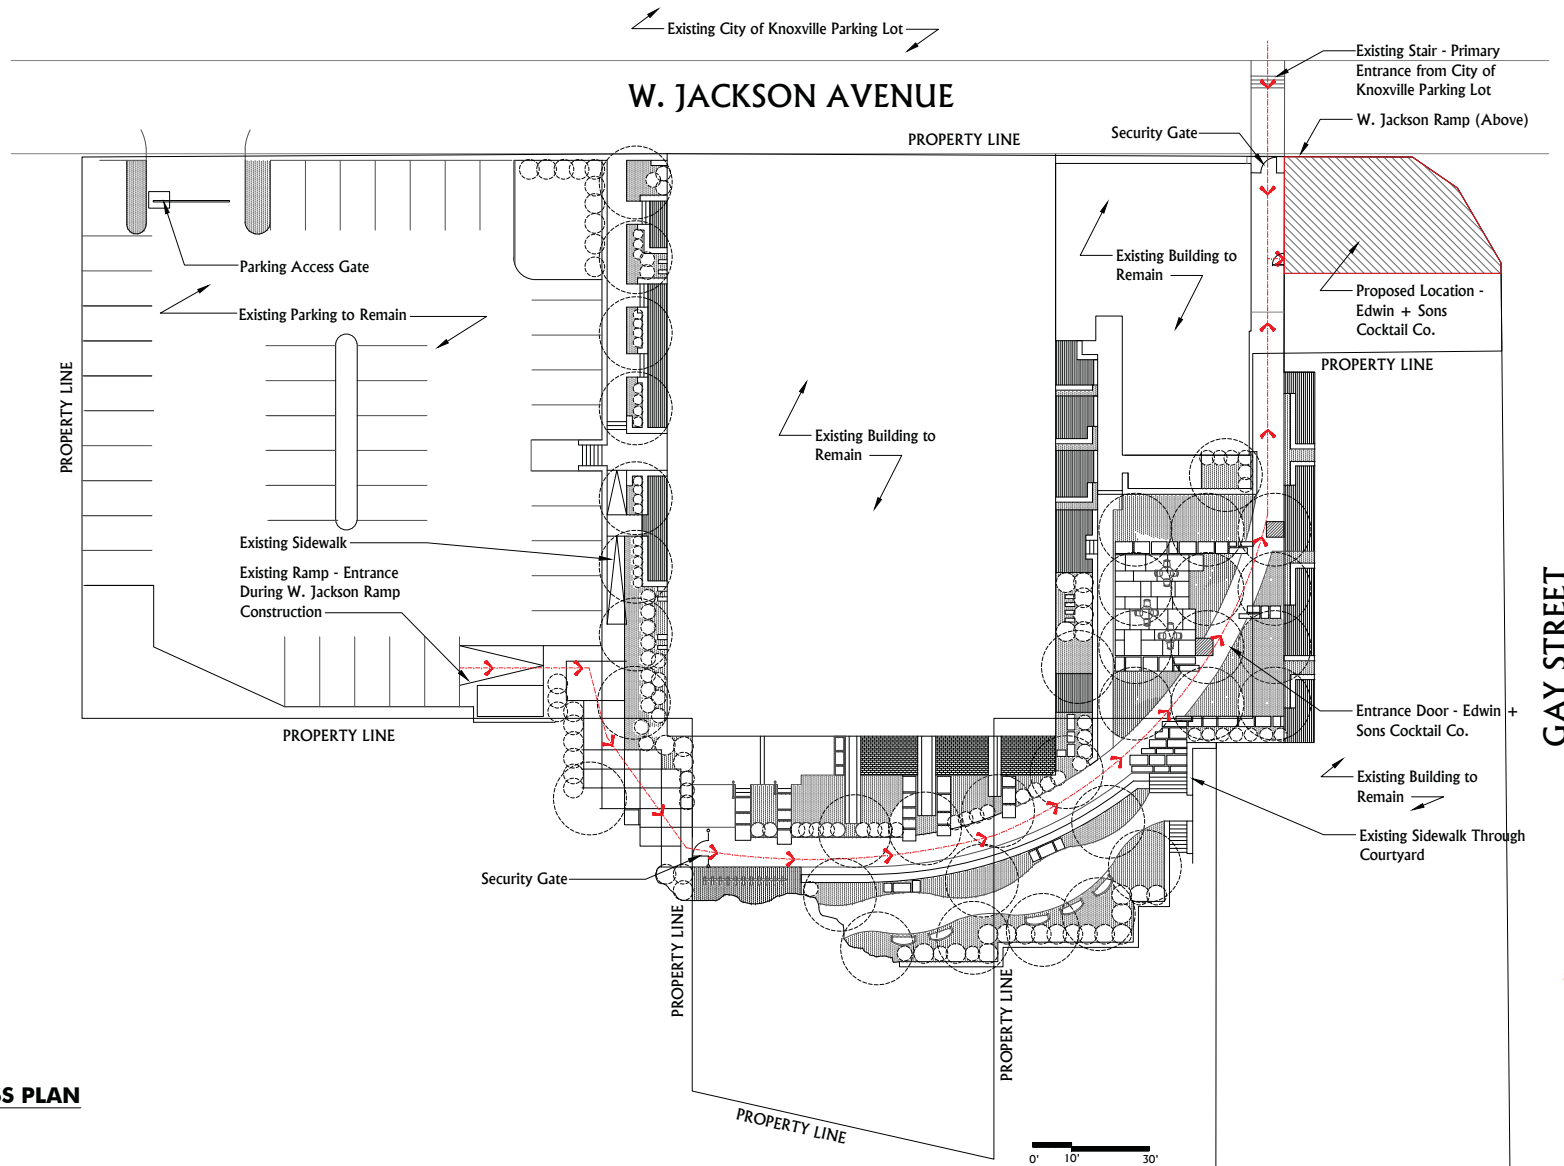 Existing City of Knoxville Parking Lot
Existing Stair - Primary
Entrance from City of
Knoxville Parking Lot
W. JACKSON AVENUE
W. Jackson Ramp (Above)
Security Gate
PROPERTY LINE
Parking Access Gate
Existing Building to
Remain
Existing Parking to Remain
Proposed Location -
Edwin + Sons
Cocktail Co.
PROPERTY LINE
PROPERTY LINE
Existing Building to
Remain
Existing Sidewalk
Existing Ramp - Entrance
During W. Jackson Ramp
Construction
GAY STREET
Entrance Door - Edwin +
Sons Cocktail Co.
PROPERTY LINE
Existing Building to
Remain
Existing Sidewalk Through
Courtyard
Security Gate
PROPERTY LINE
PROPERTY LINE
SS PLAN
PROPERTY LINE
0' 10' 30'